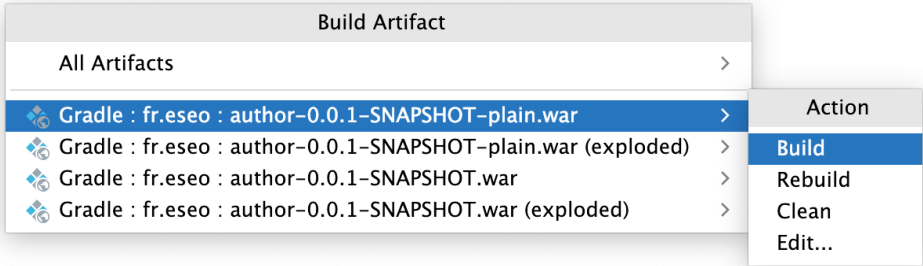 Build Artifact
All Artifacts
Gradle : fr.eseo : author-0.0.1-SNAPSHOT-plain.war
Gradle : fr.eseo : author-0.0.1-SNAPSHOT-plain.war (exploded)
Gradle : fr.eseo : author-0.0.1-SNAPSHOT.war
Gradle : fr.eseo : author-0.0.1-SNAPSHOT.war (exploded)
Action
Build
Rebuild
Clean
Edit...